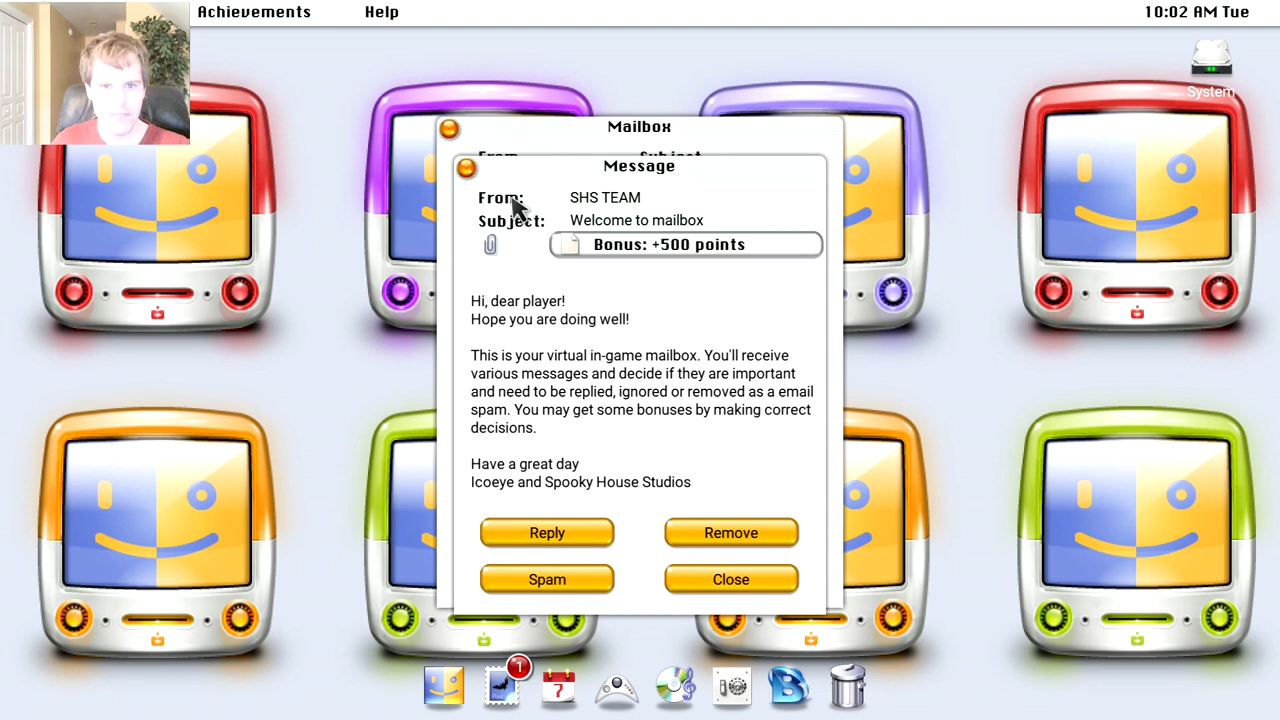 Achievements Help 10:02 AM Tue
System
Mailbox
From Subject
Message
From: SHS TEAM
Subject: Welcome to mailbox
Bonus: +500 points
Hi, dear player!
Hope you are doing well!
This is your virtual in-game mailbox. You'll receive
various messages and decide if they are important
and need to be replied, ignored or removed as a email
spam. You may get some bonuses by making correct
decisions.
Have a great day
Icoeye and Spooky House Studios
Reply Remove
Spam Close
1
7
B